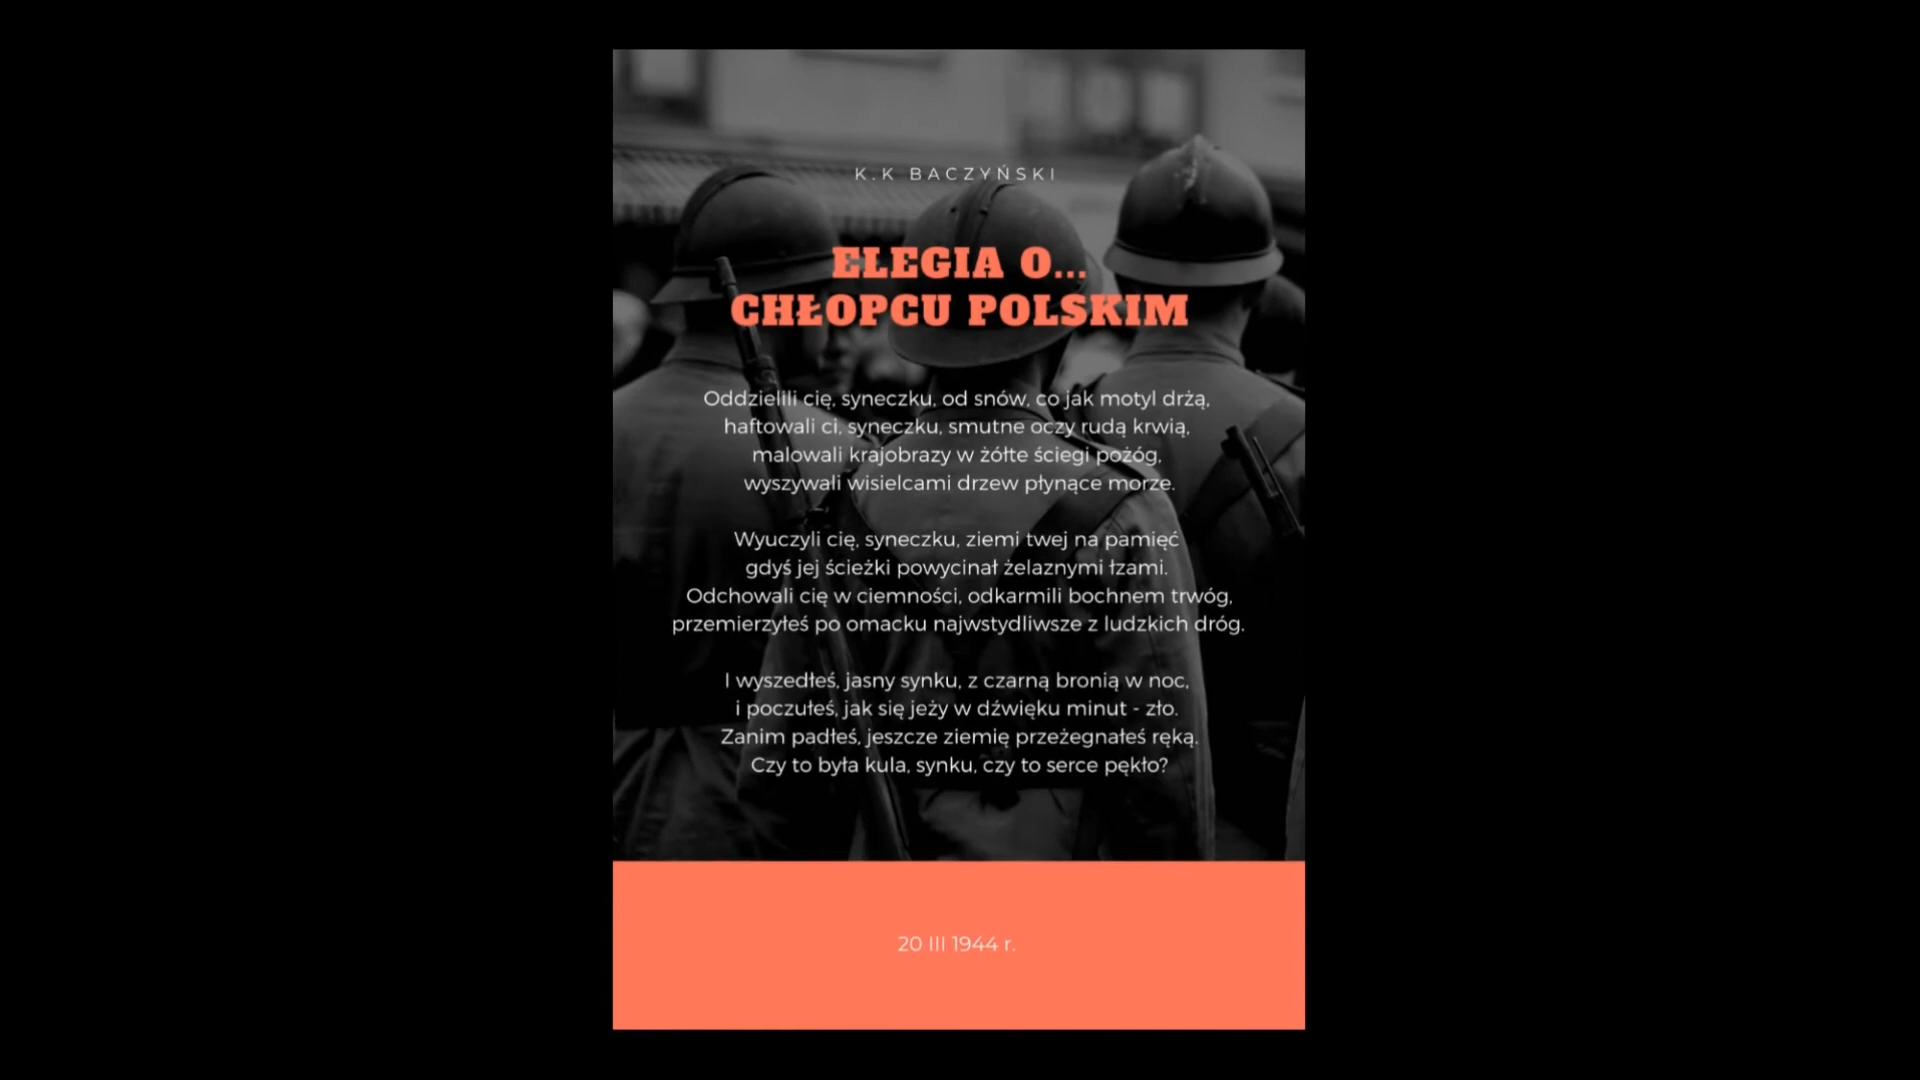 K.K BACZYŃSKI
ELEGIA O...
CHŁOPCU POLSKIM
Oddzielili cię, syneczku, od snów, co jak motyl drżą,
haftowali ci, syneczku, smutne oczy rudą krwią,
malowali krajobrazy w żółte ściegi pożóg,
wyszywali wisielcami drzew płynące morze.
Wyuczyli cię, syneczku, ziemi twej na pamięć
gdyś jej ścieżki powycinał żelaznymi łzami.
Odchowali cię w ciemności, odkarmili bochnem trwóg,
przemierzyłeś po omacku najwstydliwsze z ludzkich dróg.
I wyszedłeś, jasny synku, z czarną bronią w noc,
i poczułeś, jak się jeży w dźwięku minut - zło.
Zanim padłeś, jeszcze ziemię przeżegnałeś ręką.
Czy to była kula, synku, czy to serce pękło?
20 III 1944 r.